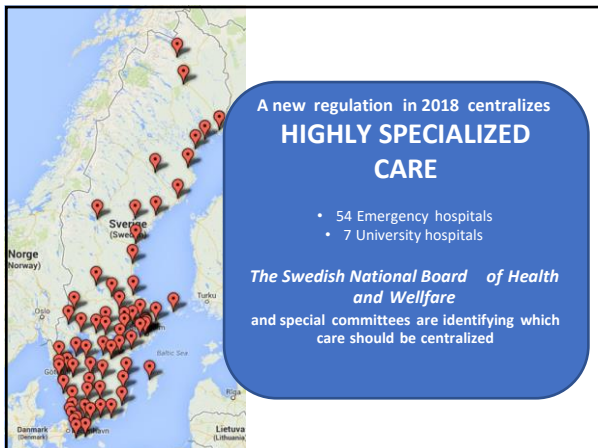 A new regulation in 2018 centralizes
HIGHLY SPECIALIZED
CARE
• 54 Emergency hospitals
• 7 University hospitals
The Swedish National Board of Health
and Wellfare
and special committees are identifying which
care should be centralized
Sverige
(Sweden)
Norge
(Norway)
Oslo
Turku
Baltic Sea
Rīga
Danmark
(Denmark)
Lietuva
(Lithuania)